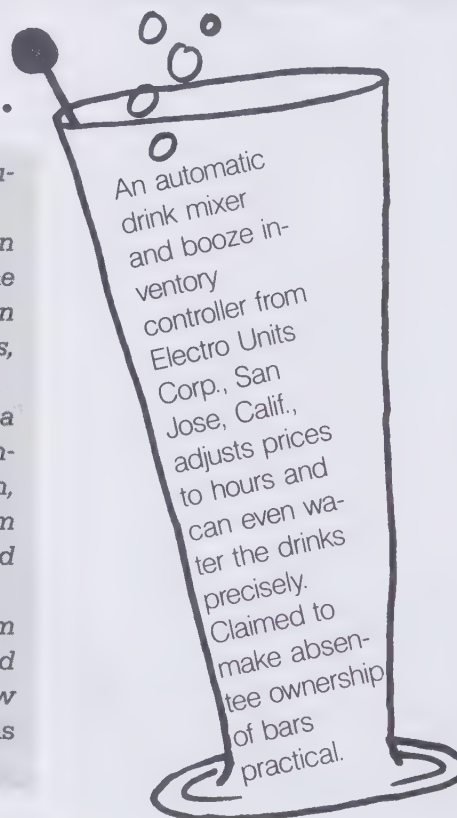 .
u-
n
e
n
s,
a
n-
n,
m
d
m
d
w
is
An automatic
drink mixer
and booze in-
ventory
controller from
Electro Units
Corp., San
Jose, Calif.,
adjusts prices
to hours and
can even wa-
ter the drinks
precisely.
Claimed to
make absen-
tee ownership
of bars
practical.